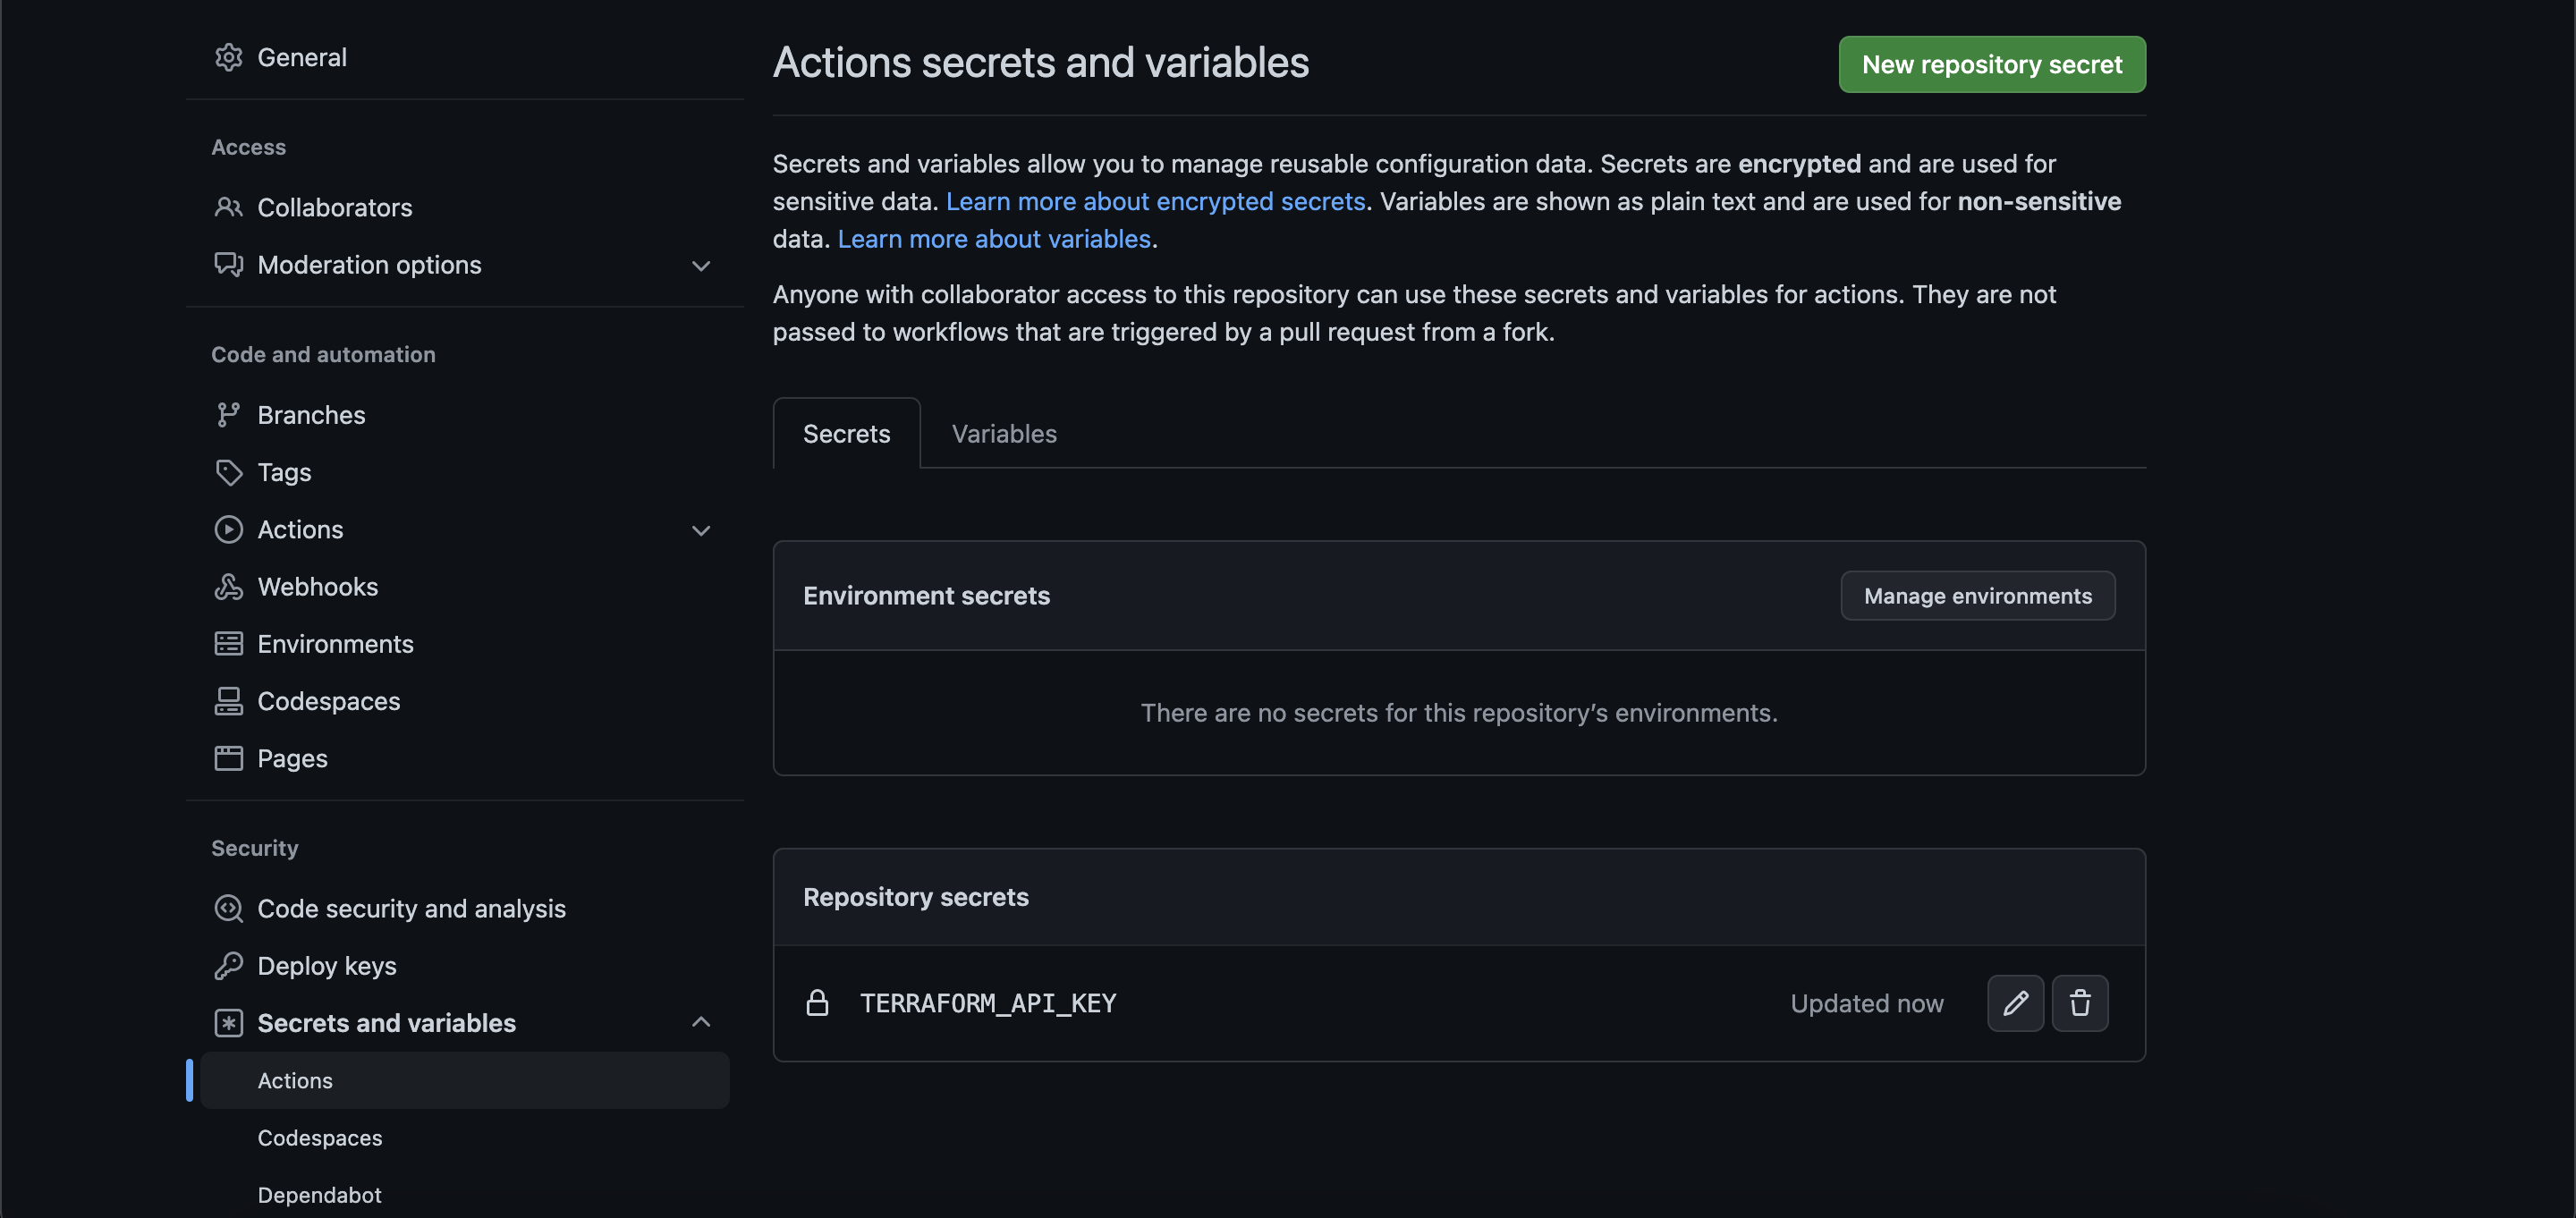 General
Access
Collaborators
Moderation options
Code and automation
Branches
Tags
Actions
Webhooks
Environments
Codespaces
Pages
Security
Code security and analysis
Deploy keys
Secrets and variables
Actions
Codespaces
Dependabot
Actions secrets and variables
New repository secret
Secrets and variables allow you to manage reusable configuration data. Secrets are encrypted and are used for
sensitive data. Learn more about encrypted secrets. Variables are shown as plain text and are used for non-sensitive
data. Learn more about variables.
Anyone with collaborator access to this repository can use these secrets and variables for actions. They are not
passed to workflows that are triggered by a pull request from a fork.
Secrets Variables
Environment secrets
Manage environments
There are no secrets for this repository’s environments.
Repository secrets
TERRAFORM_API_KEY Updated now